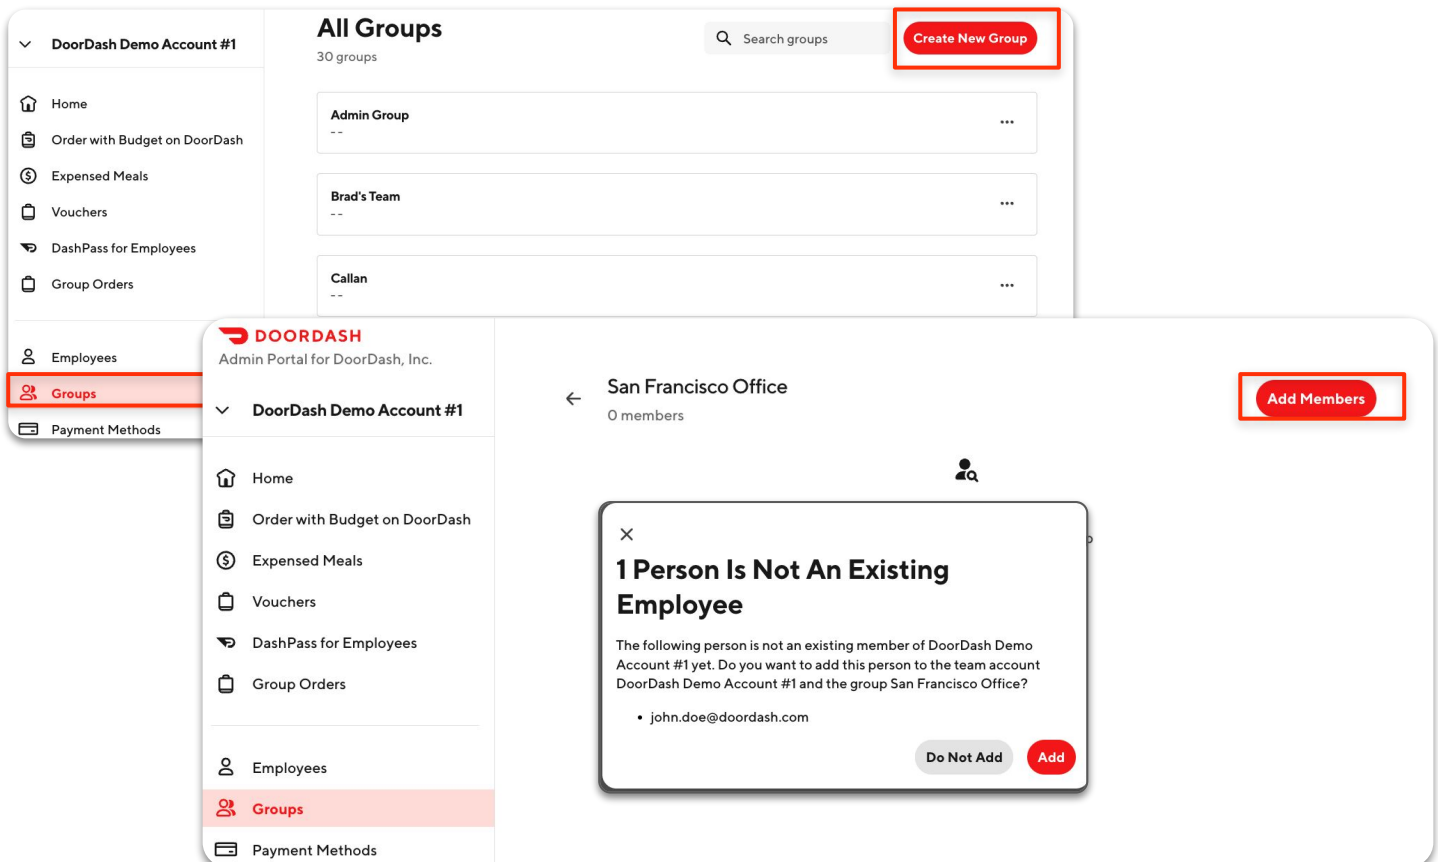 DoorDash Demo Account #1
Home
Order with Budget on DoorDash
Expensed Meals
Vouchers
DashPass for Employees
Group Orders
Employees
Groups
Payment Methods
All Groups
30 groups
Search groups
Create New Group
Admin Group
--
Brad's Team
--
Callan
--
DOORDASH
Admin Portal for DoorDash, Inc.
DoorDash Demo Account #1
Home
Order with Budget on DoorDash
Expensed Meals
Vouchers
DashPass for Employees
Group Orders
Employees
Groups
Payment Methods
San Francisco Office
0 members
Add Members
1 Person Is Not An Existing
Employee
The following person is not an existing member of DoorDash Demo
Account #1 yet. Do you want to add this person to the team account
DoorDash Demo Account #1 and the group San Francisco Office?
• john.doe@doordash.com
Do Not Add
Add